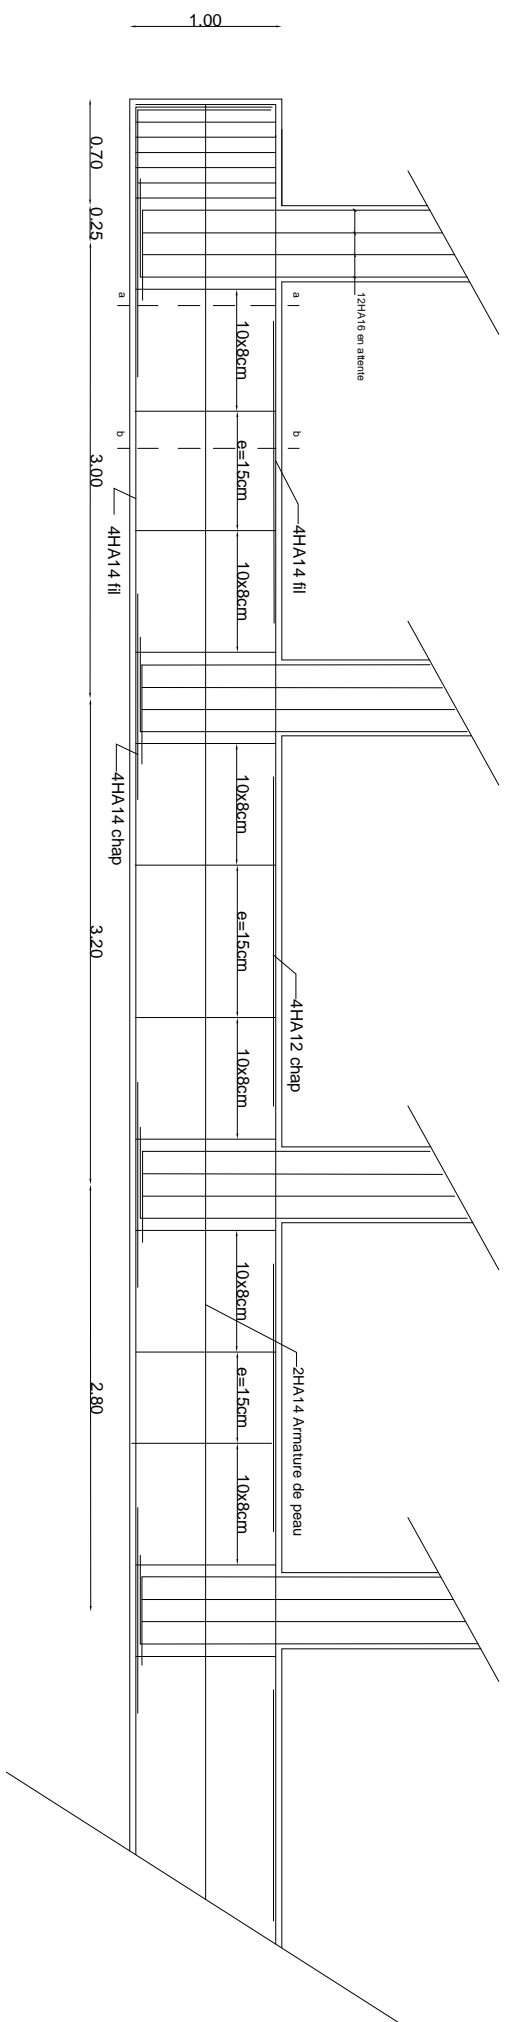 1.00
0.70
0.25
3.00
3.20
2.80
12HA16 en attente
a
a
b
b
10x8cm
e=15cm
10x8cm
4HA14 fil
4HA14 fil
4HA14 chap
10x8cm
e=15cm
10x8cm
4HA12 chap
10x8cm
e=15cm
10x8cm
2HA14 Armature de peau